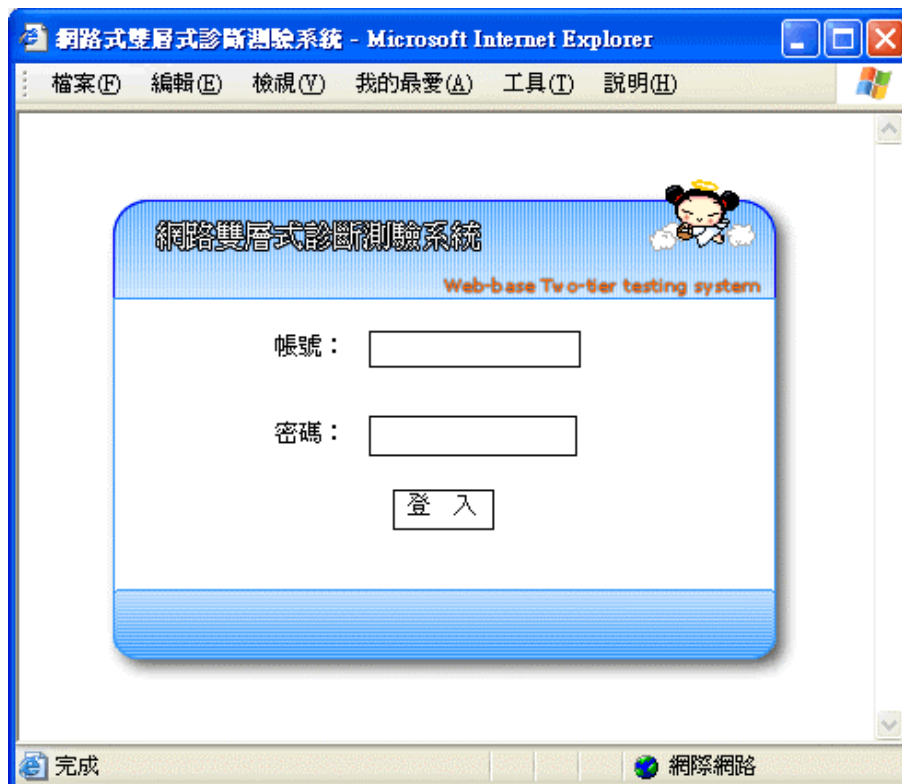 網路式雙層式診斷測驗系統 - Microsoft Internet Explorer
檔案(F) 編輯(E) 檢視(V) 我的最愛(A) 工具(T) 說明(H)
網路雙層式診斷測驗系統
Web-base Two-tier testing system
帳號：
密碼：
登 入
完成 網際網路